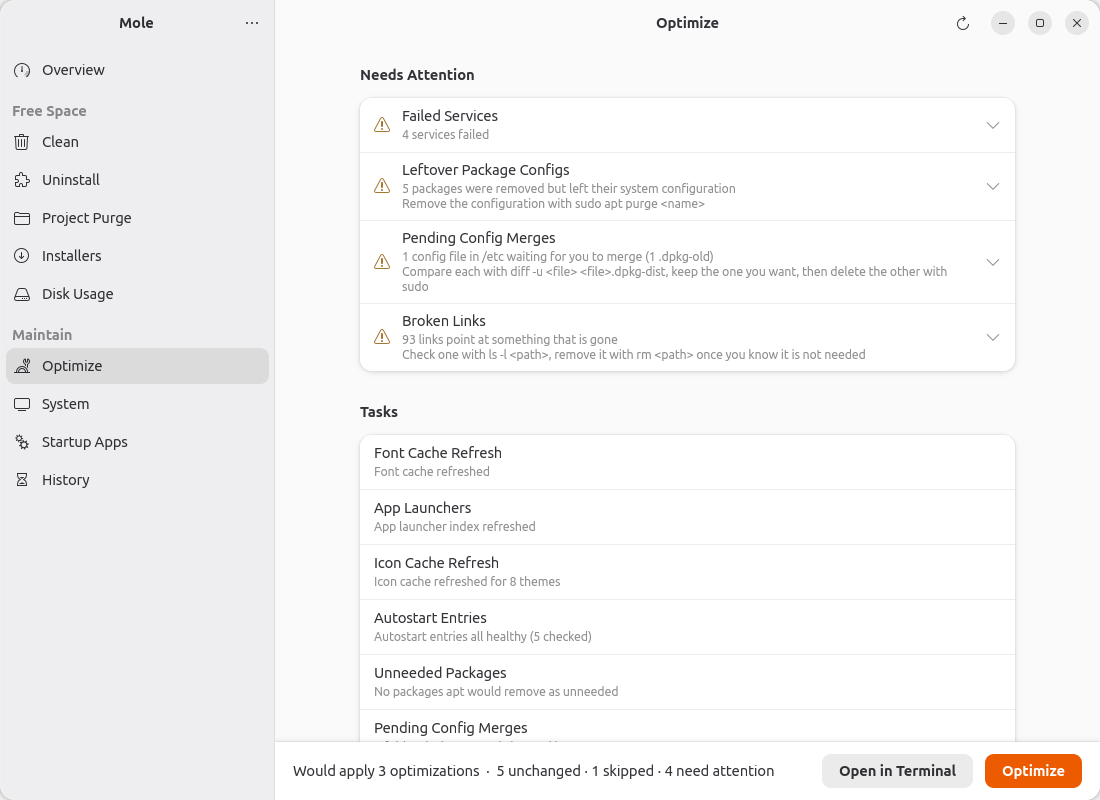 Mole
Optimize
Overview
Free Space
Clean
Uninstall
Project Purge
Installers
Disk Usage
Maintain
Optimize
System
Startup Apps
History
Needs Attention
Failed Services
4 services failed
Leftover Package Configs
5 packages were removed but left their system configuration
Remove the configuration with sudo apt purge <name>
Pending Config Merges
1 config file in /etc waiting for you to merge (1 .dpkg-old)
Compare each with diff -u <file> <file>.dpkg-dist, keep the one you want, then delete the other with
sudo
Broken Links
93 links point at something that is gone
Check one with ls -l <path>, remove it with rm <path> once you know it is not needed
Tasks
Font Cache Refresh
Font cache refreshed
App Launchers
App launcher index refreshed
Icon Cache Refresh
Icon cache refreshed for 8 themes
Autostart Entries
Autostart entries all healthy (5 checked)
Unneeded Packages
No packages apt would remove as unneeded
Pending Config Merges
Would apply 3 optimizations · 5 unchanged · 1 skipped · 4 need attention
Open in Terminal
Optimize